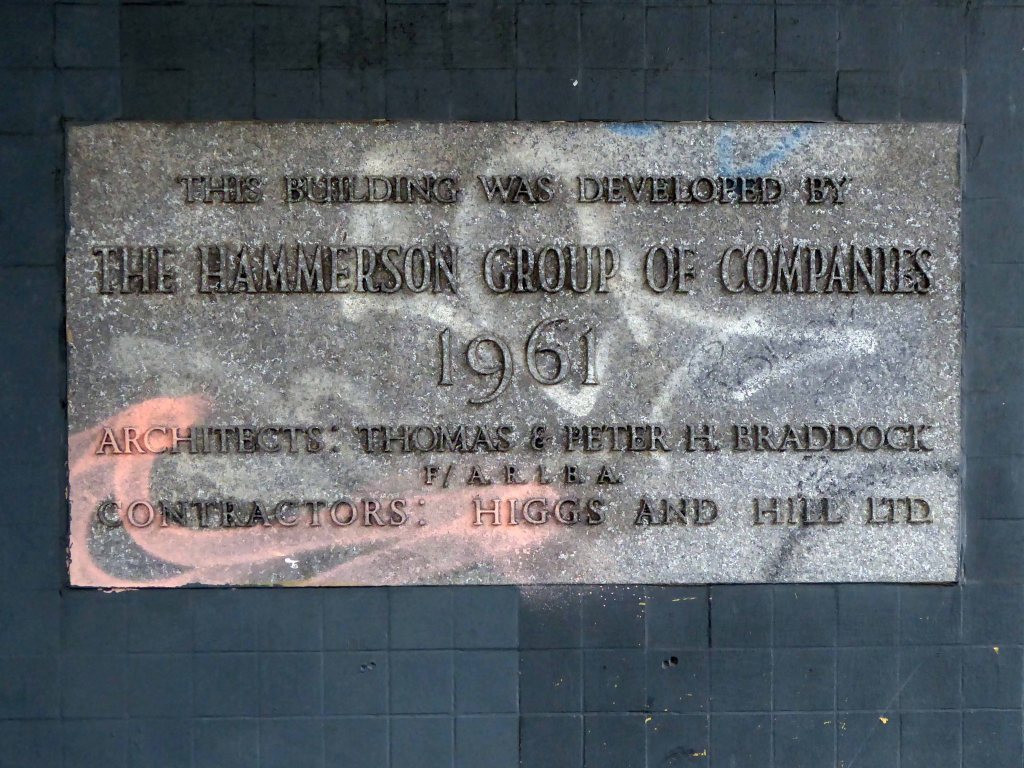 THIS BUILDING WAS DEVELOPED BY
THE HAMMERSON GROUP OF COMPANIES
1961
ARCHITECTS: THOMAS & PETER H. BRADDOCK
F/A.R.I.B.A.
CONTRACTORS: HIGGS AND HILL LTD